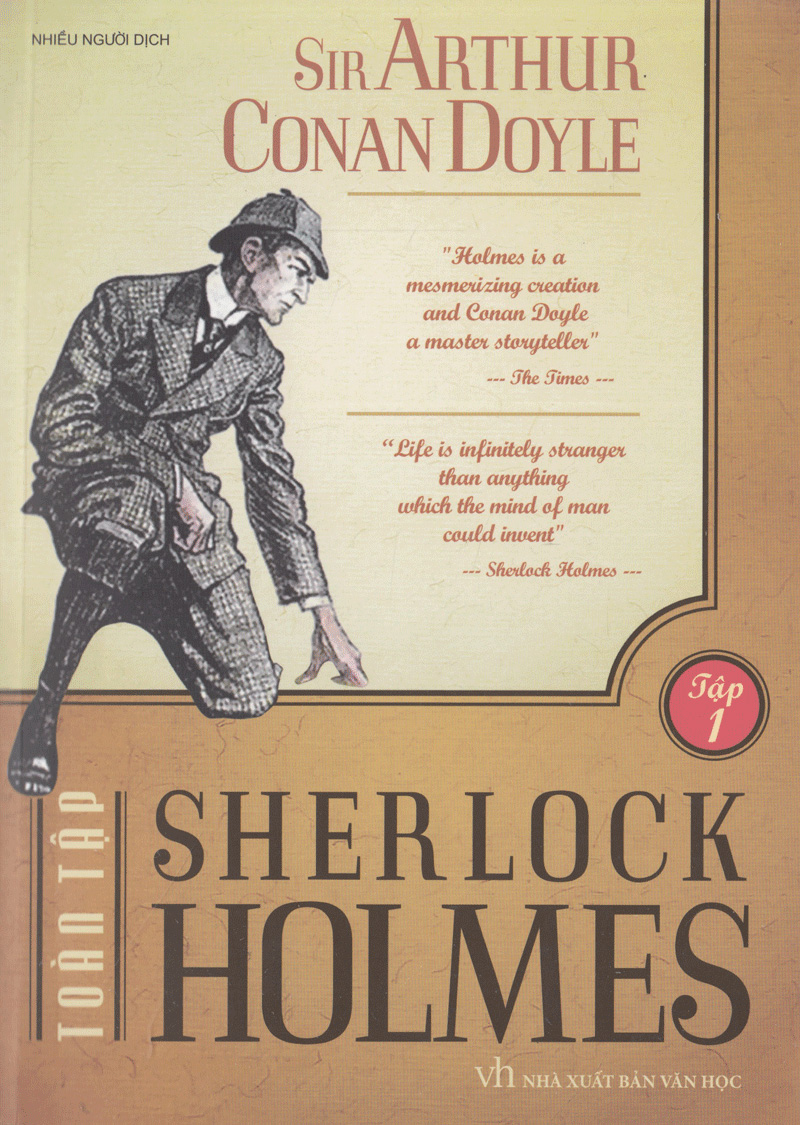 NHIỀU NGƯỜI DỊCH
SIR ARTHUR
CONAN DOYLE
"Holmes is a
mesmerizing creation
and Conan Doyle
a master storyteller"
--- The Times ---
“Life is infinitely stranger
than anything
which the mind of man
could invent"
--- Sherlock Holmes ---
Tập
1
TOÀN TẬP
SHERLOCK
HOLMES
vh NHÀ XUẤT BẢN VĂN HỌC